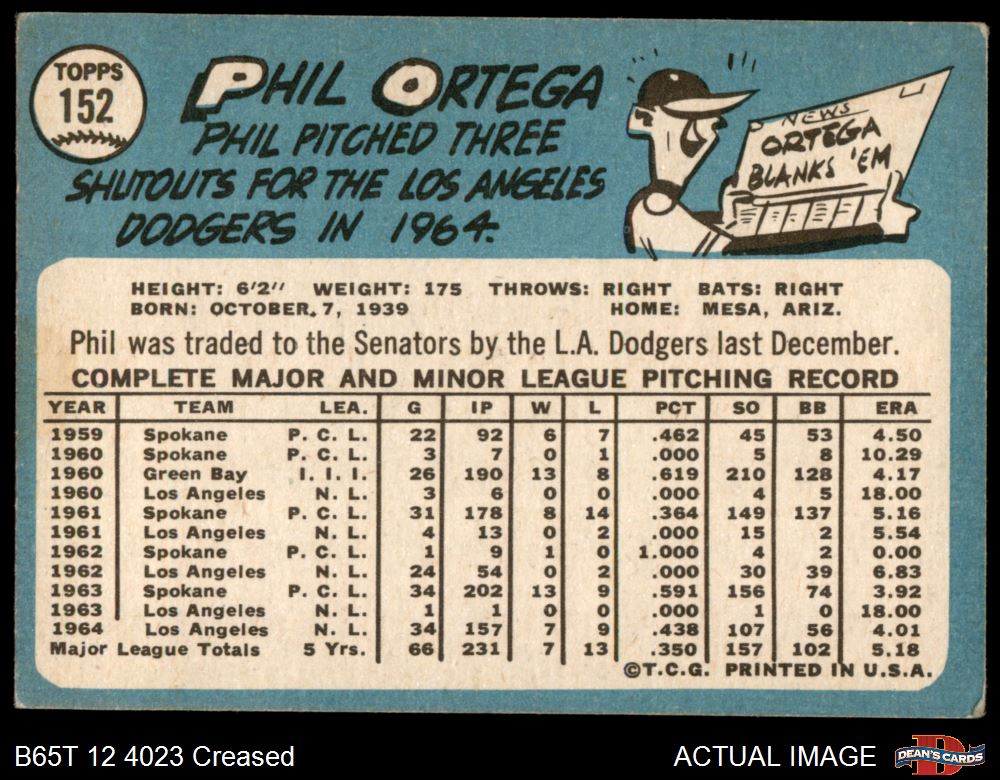 TOPPS
152
PHIL ORTEGA
PHIL PITCHED THREE
SHUTOUTS FOR THE LOS ANGELES
DODGERS IN 1964.
NEWS
ORTEGA
BLANKS 'EM
HEIGHT: 6'2" WEIGHT: 175 THROWS: RIGHT BATS: RIGHT
BORN: OCTOBER 7, 1939 HOME: MESA, ARIZ.
Phil was traded to the Senators by the L.A. Dodgers last December.
COMPLETE MAJOR AND MINOR LEAGUE PITCHING RECORD
YEAR TEAM LEA. G IP W L PCT SO BB ERA
1959 Spokane P. C. L. 22 92 6 7 .462 45 53 4.50
1960 Spokane P. C. L. 3 7 0 1 .000 5 8 10.29
1960 Green Bay I. I. I. 26 190 13 8 .619 210 128 4.17
1960 Los Angeles N. L. 3 6 0 0 .000 4 5 18.00
1961 Spokane P. C. L. 31 178 8 14 .364 149 137 5.16
1961 Los Angeles N. L. 4 13 0 2 .000 15 2 5.54
1962 Spokane P. C. L. 1 9 1 0 1.000 4 2 0.00
1962 Los Angeles N. L. 24 54 0 2 .000 30 39 6.83
1963 Spokane P. C. L. 34 202 13 9 .591 156 74 3.92
1963 Los Angeles N. L. 1 1 0 0 .000 1 0 18.00
1964 Los Angeles N. L. 34 157 7 9 .438 107 56 4.01
Major League Totals 5 Yrs. 66 231 7 13 .350 157 102 5.18
©T.C.G. PRINTED IN U.S.A.
B65T 12 4023 Creased
ACTUAL IMAGE
DEAN'S CARDS